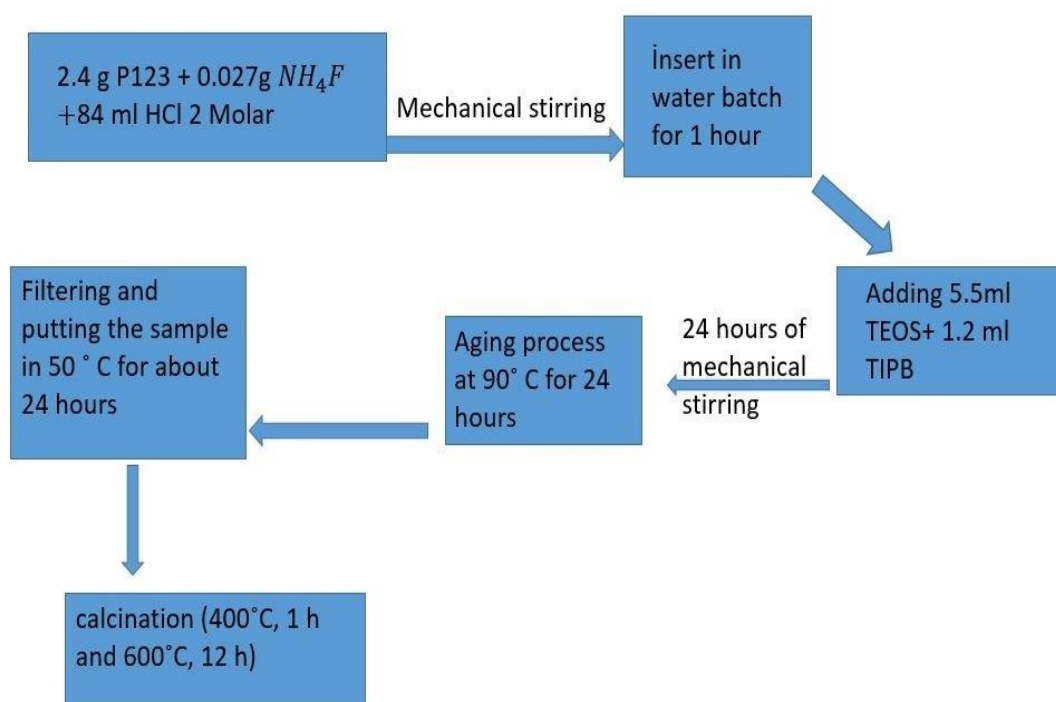 2.4 g P123 + 0.027g NH₄F
+84 ml HCl 2 Molar
Mechanical stirring
İnsert in
water batch
for 1 hour
Adding 5.5ml
TEOS+ 1.2 ml
TIPB
24 hours of
mechanical
stirring
Aging process
at 90˚ C for 24
hours
Filtering and
putting the sample
in 50 ˚ C for about
24 hours
calcination (400˚C, 1 h
and 600˚C, 12 h)